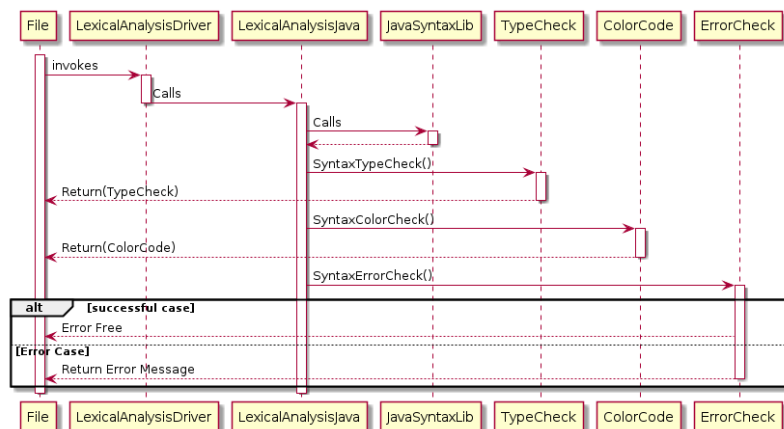 File LexicalAnalysisDriver LexicalAnalysisJava JavaSyntaxLib TypeCheck ColorCode ErrorCheck
invokes
Calls
Calls
SyntaxTypeCheck()
Return(TypeCheck)
SyntaxColorCheck()
Return(ColorCode)
SyntaxErrorCheck()
alt [successful case]
Error Free
[Error Case]
Return Error Message
File LexicalAnalysisDriver LexicalAnalysisJava JavaSyntaxLib TypeCheck ColorCode ErrorCheck